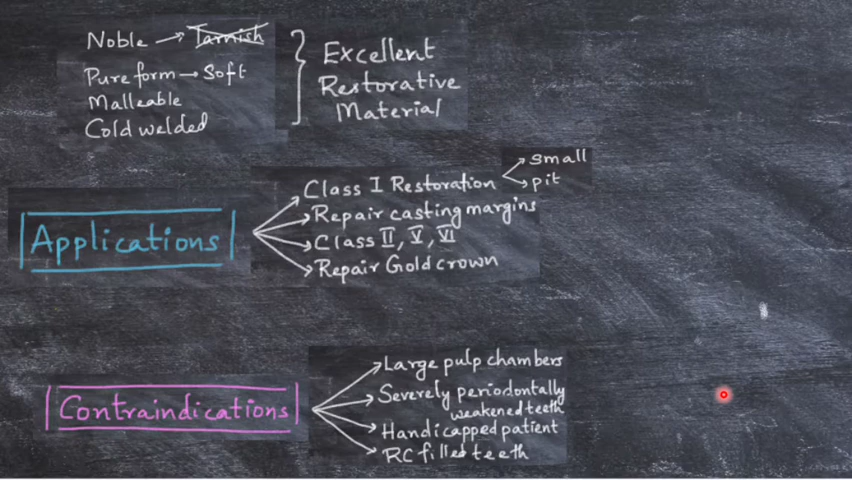 Noble → Tarnish
Pure form → Soft
Malleable
Cold welded
Excellent
Restorative
Material
Applications
Class I Restoration
small
pit
Repair casting margins
Class II, V, VI
Repair Gold crown
Contraindications
Large pulp chambers
Severely periodontally
weakened teeth
Handicapped patient
RC filled teeth